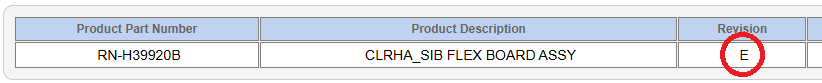 Product Part Number Product Description Revision
RN-H39920B CLRHA_SIB FLEX BOARD ASSY E